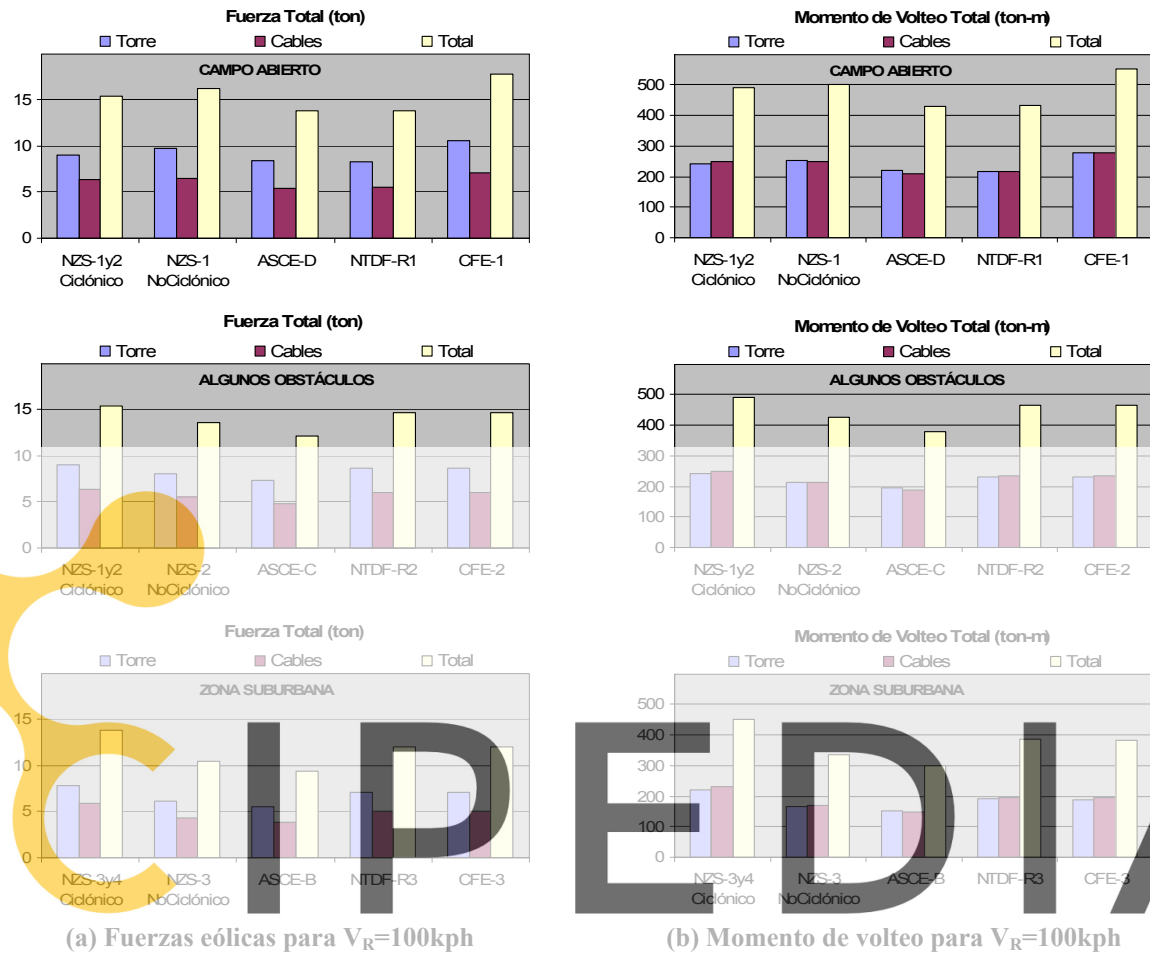 Fuerza Total (ton)
Torre Cables Total
CAMPO ABIERTO
15
10
5
0
NZS-1y2 Ciclónico
NZS-1 NoCiclónico
ASCE-D
NTDF-R1
CFE-1
Momento de Volteo Total (ton-m)
Torre Cables Total
CAMPO ABIERTO
500
400
300
200
100
0
NZS-1y2 Ciclónico
NZS-1 NoCiclónico
ASCE-D
NTDF-R1
CFE-1
Fuerza Total (ton)
Torre Cables Total
ALGUNOS OBSTÁCULOS
15
10
5
0
NZS-1y2 Ciclónico
NZS-2 NoCiclónico
ASCE-C
NTDF-R2
CFE-2
Momento de Volteo Total (ton-m)
Torre Cables Total
ALGUNOS OBSTÁCULOS
500
400
300
200
100
0
NZS-1y2 Ciclónico
NZS-2 NoCiclónico
ASCE-C
NTDF-R2
CFE-2
Fuerza Total (ton)
Torre Cables Total
ZONA SUBURBANA
15
10
5
0
NZS-3y4 Ciclónico
NZS-3 NoCiclónico
ASCE-B
NTDF-R3
CFE-3
Momento de Volteo Total (ton-m)
Torre Cables Total
ZONA SUBURBANA
500
400
300
200
100
0
NZS-3y4 Ciclónico
NZS-3 NoCiclónico
ASCE-B
NTDF-R3
CFE-3
CIPEDIA
(a) Fuerzas eólicas para VR=100kph
(b) Momento de volteo para VR=100kph